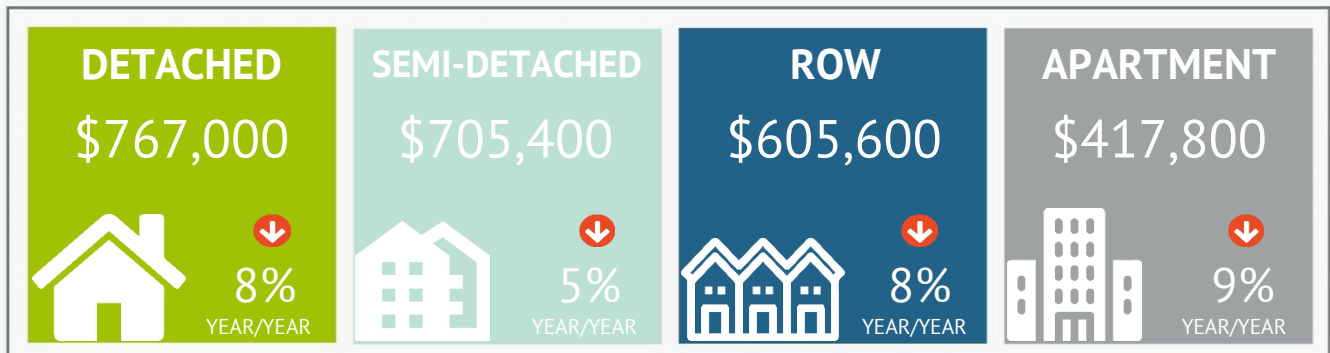 DETACHED
$767,000
8%
YEAR/YEAR
SEMI-DETACHED
$705,400
5%
YEAR/YEAR
ROW
$605,600
8%
YEAR/YEAR
APARTMENT
$417,800
9%
YEAR/YEAR